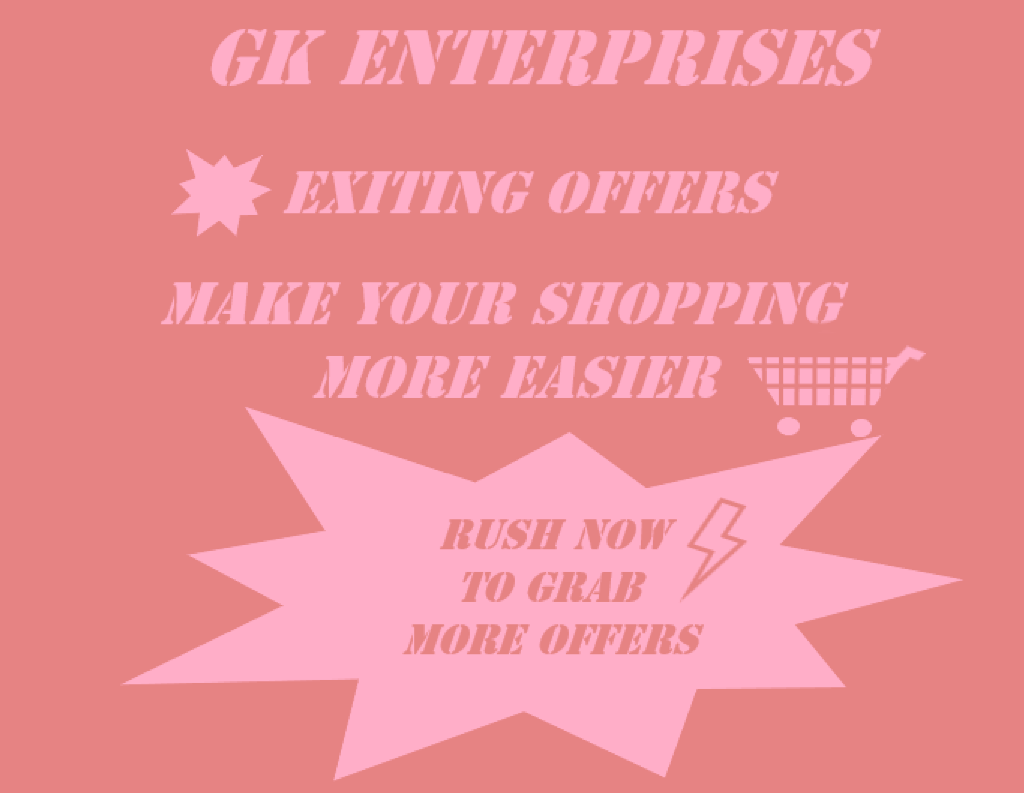 GK ENTERPRISES
EXITING OFFERS
MAKE YOUR SHOPPING
MORE EASIER
RUSH NOW
TO GRAB
MORE OFFERS